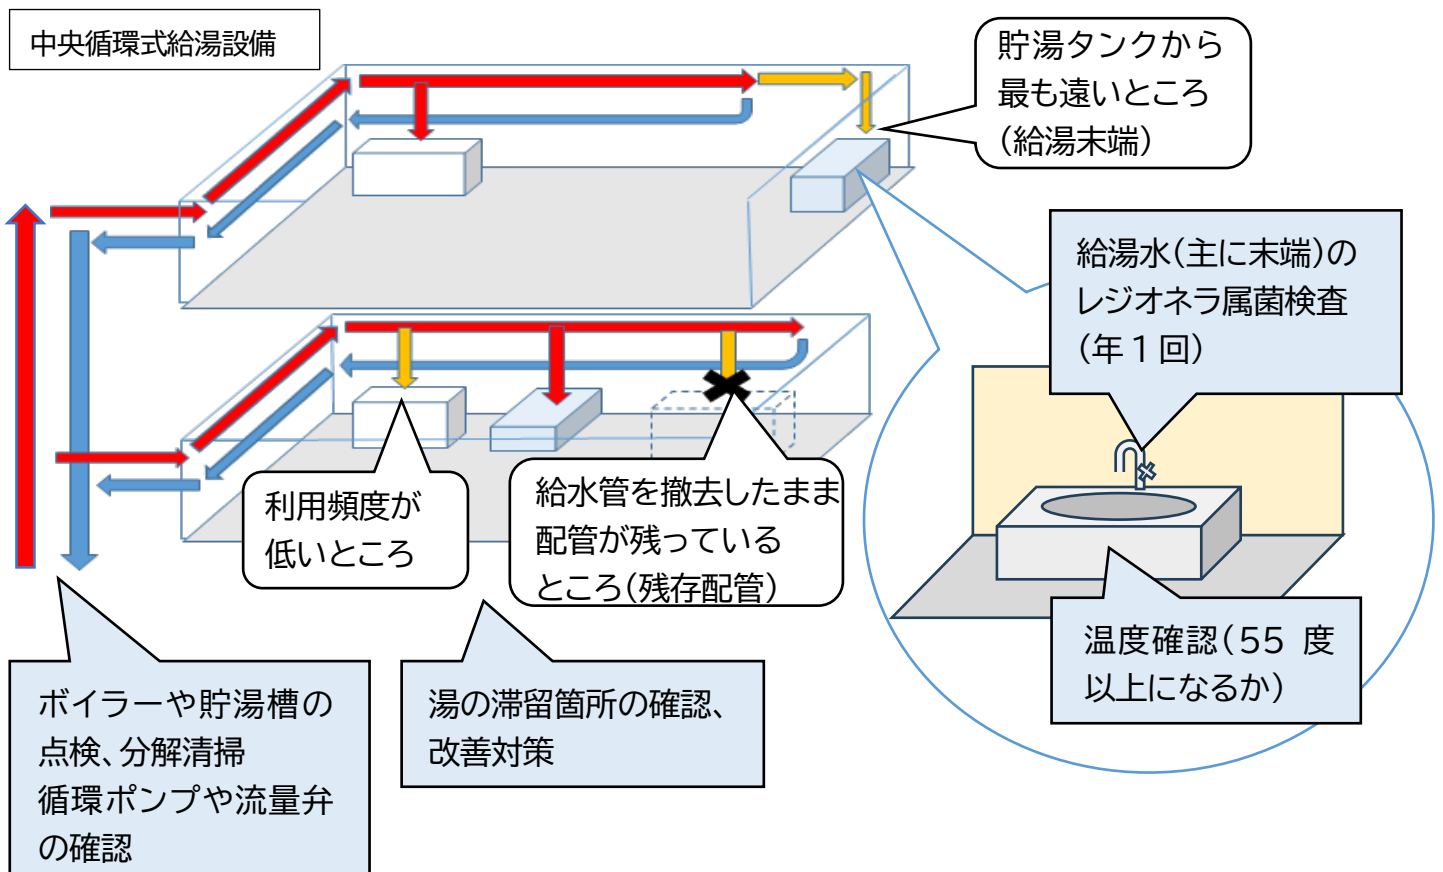 中央循環式給湯設備
貯湯タンクから
最も遠いところ
(給湯末端)
給湯水(主に末端)の
レジオネラ属菌検査
(年1回)
利用頻度が
低いところ
給水管を撤去したまま
配管が残っている
ところ(残存配管)
温度確認(55 度
以上になるか)
ボイラーや貯湯槽の
点検、分解清掃
循環ポンプや流量弁
の確認
湯の滞留箇所の確認、
改善対策